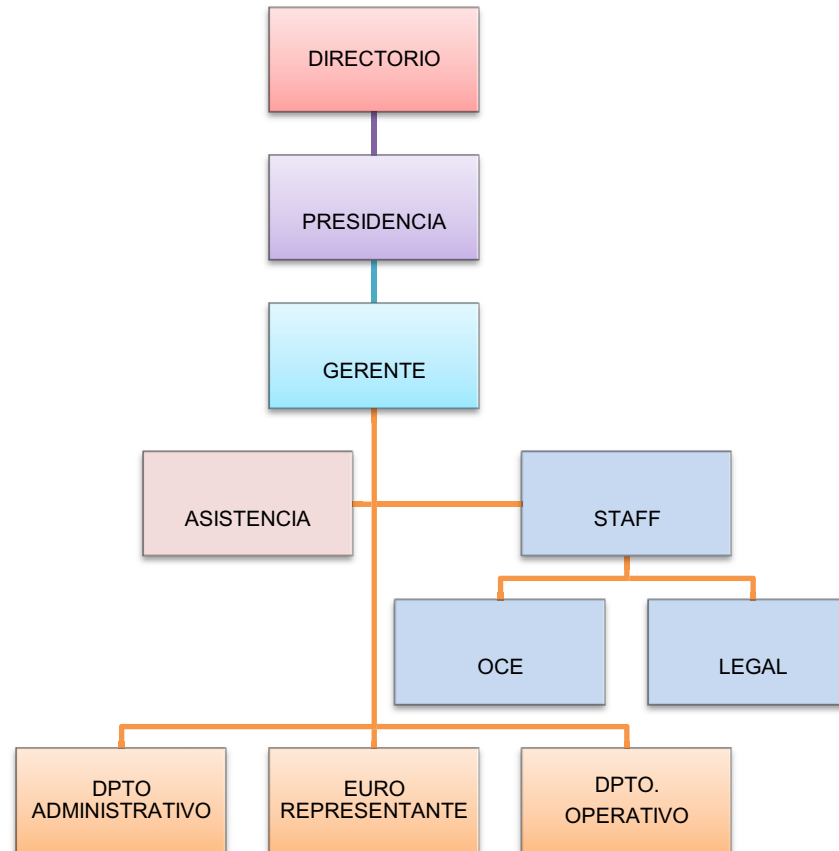 DIRECTORIO
PRESIDENCIA
GERENTE
ASISTENCIA
STAFF
OCE
LEGAL
DPTO
ADMINISTRATIVO
EURO
REPRESENTANTE
DPTO.
OPERATIVO